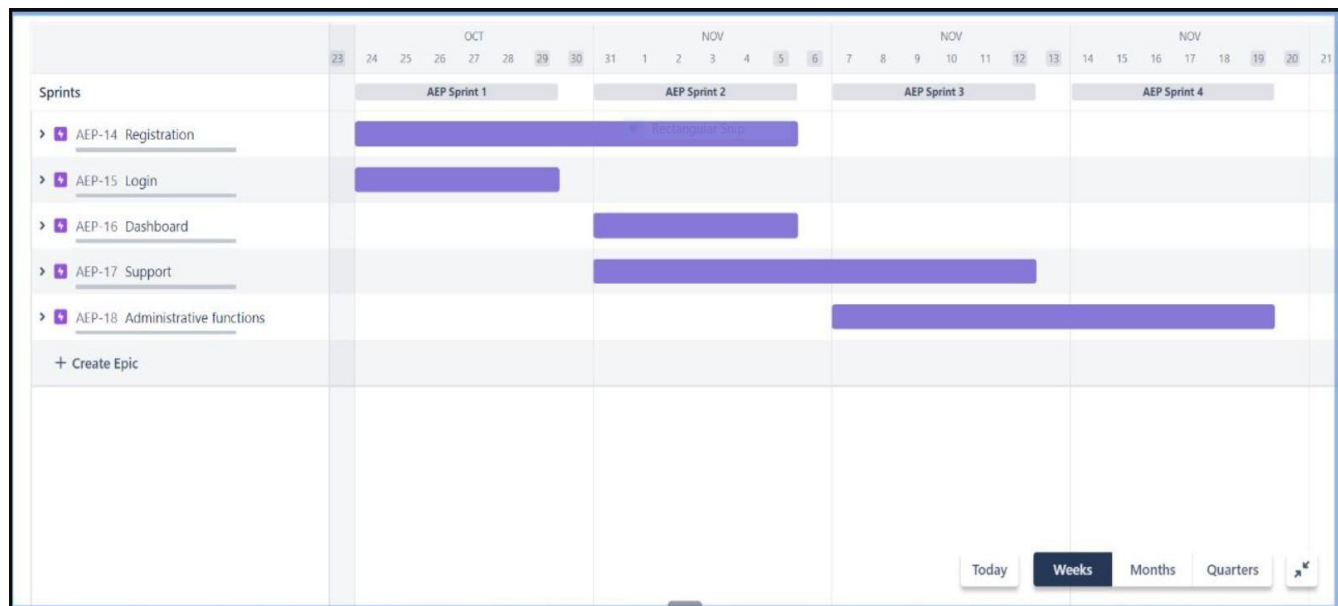 OCT NOV NOV NOV
23 24 25 26 27 28 29 30 31 1 2 3 4 5 6 7 8 9 10 11 12 13 14 15 16 17 18 19 20 21
Sprints AEP Sprint 1 AEP Sprint 2 AEP Sprint 3 AEP Sprint 4
AEP-14 Registration Rectangular Snip
AEP-15 Login
AEP-16 Dashboard
AEP-17 Support
AEP-18 Administrative functions
+ Create Epic
Today Weeks Months Quarters